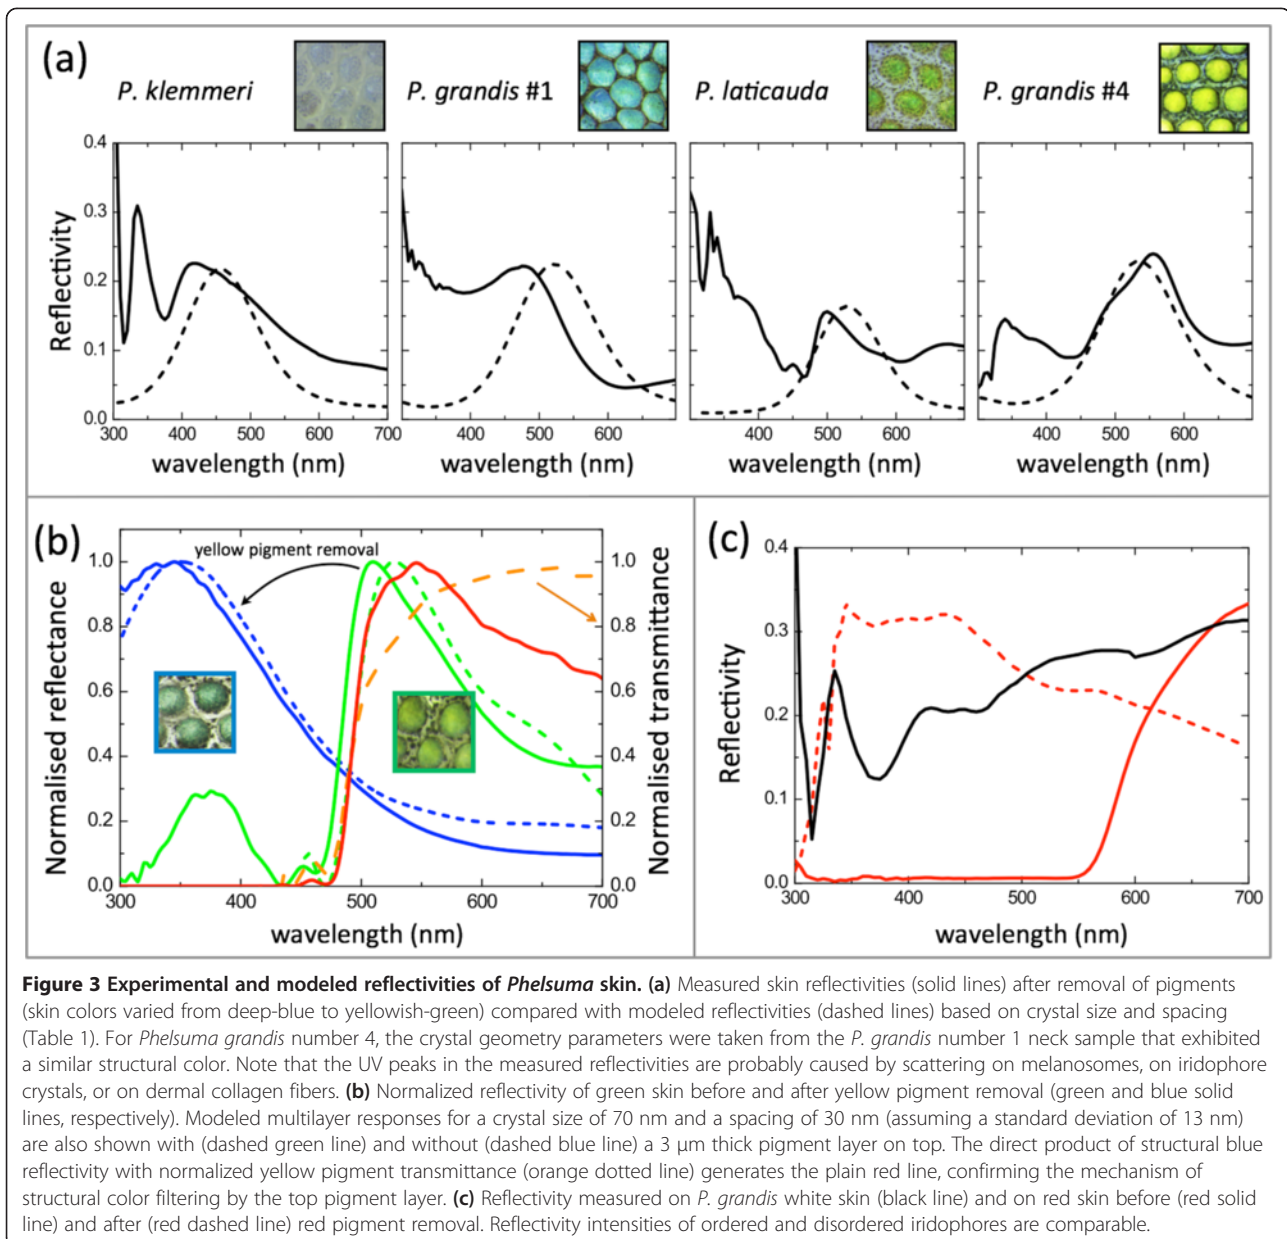 (a)
P. klemmeri
P. grandis #1
P. laticauda
P. grandis #4
Reflectivity
0.4
0.3
0.2
0.1
0.0
300 400 500 600 700
400 500 600
400 500 600
400 500 600
wavelength (nm)
wavelength (nm)
wavelength (nm)
wavelength (nm)
(b)
yellow pigment removal
Normalised reflectance
1.0
0.8
0.6
0.4
0.2
0.0
1.0
0.8
0.6
0.4
0.2
0.0
Normalised transmittance
300 400 500 600 700
wavelength (nm)
(c)
Reflectivity
0.4
0.3
0.2
0.1
0.0
300 400 500 600 700
wavelength (nm)
Figure 3 Experimental and modeled reflectivities of Phelsuma skin. (a) Measured skin reflectivities (solid lines) after removal of pigments
(skin colors varied from deep-blue to yellowish-green) compared with modeled reflectivities (dashed lines) based on crystal size and spacing
(Table 1). For Phelsuma grandis number 4, the crystal geometry parameters were taken from the P. grandis number 1 neck sample that exhibited
a similar structural color. Note that the UV peaks in the measured reflectivities are probably caused by scattering on melanosomes, on iridophore
crystals, or on dermal collagen fibers. (b) Normalized reflectivity of green skin before and after yellow pigment removal (green and blue solid
lines, respectively). Modeled multilayer responses for a crystal size of 70 nm and a spacing of 30 nm (assuming a standard deviation of 13 nm)
are also shown with (dashed green line) and without (dashed blue line) a 3 μm thick pigment layer on top. The direct product of structural blue
reflectivity with normalized yellow pigment transmittance (orange dotted line) generates the plain red line, confirming the mechanism of
structural color filtering by the top pigment layer. (c) Reflectivity measured on P. grandis white skin (black line) and on red skin before (red solid
line) and after (red dashed line) red pigment removal. Reflectivity intensities of ordered and disordered iridophores are comparable.